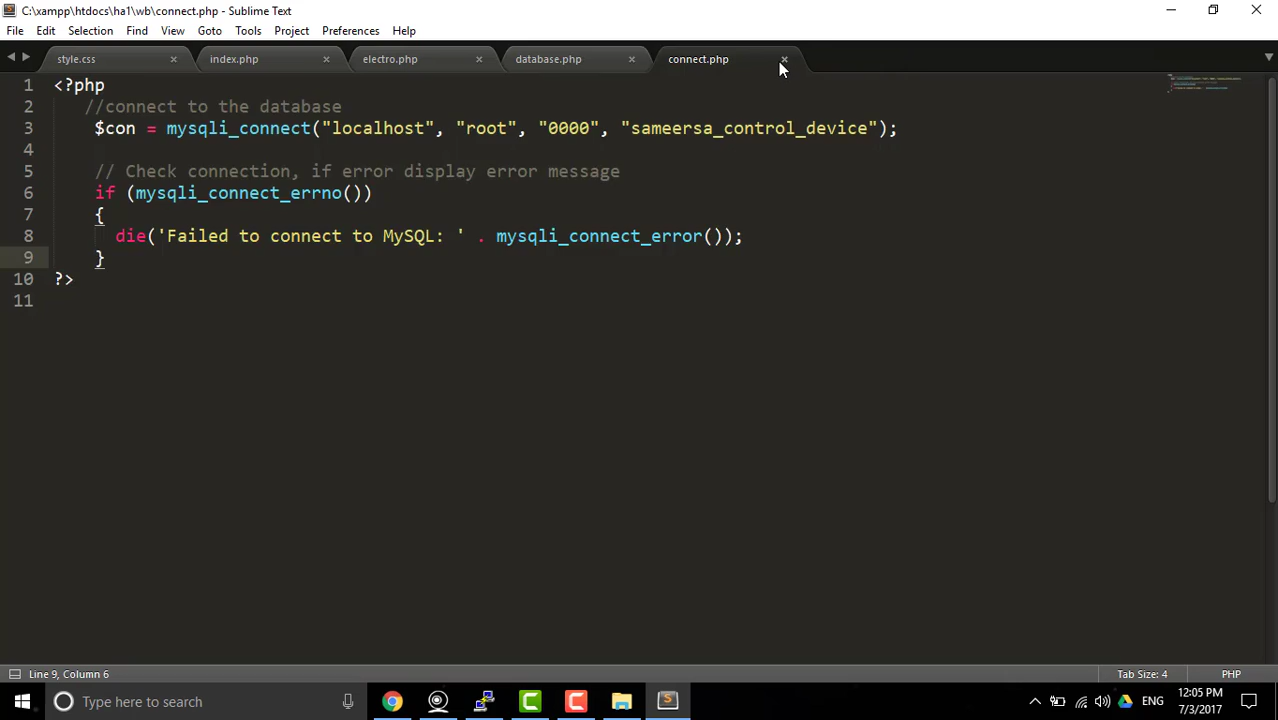 C:\xampp\htdocs\ha1\wb\connect.php - Sublime Text
File Edit Selection Find View Goto Tools Project Preferences Help
style.css index.php electro.php database.php connect.php
1 <?php
2 //connect to the database
3 $con = mysqli_connect("localhost", "root", "0000", "sameersa_control_device");
4
5 // Check connection, if error display error message
6 if (mysqli_connect_errno())
7 {
8 die('Failed to connect to MySQL: ' . mysqli_connect_error());
9 }
10 ?>
11
Line 9, Column 6 Tab Size: 4 PHP
Type here to search ENG 12:05 PM
7/3/2017